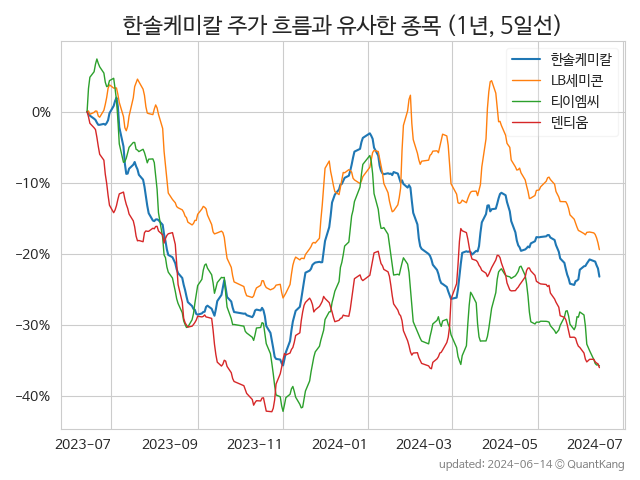 한솔케미칼 주가 흐름과 유사한 종목 (1년, 5일선)
한솔케미칼
LB세미콘
티이엠씨
덴티움
0%
−10%
−20%
−30%
−40%
2023-07 2023-09 2023-11 2024-01 2024-03 2024-05 2024-07
updated: 2024-06-14 © QuantKang